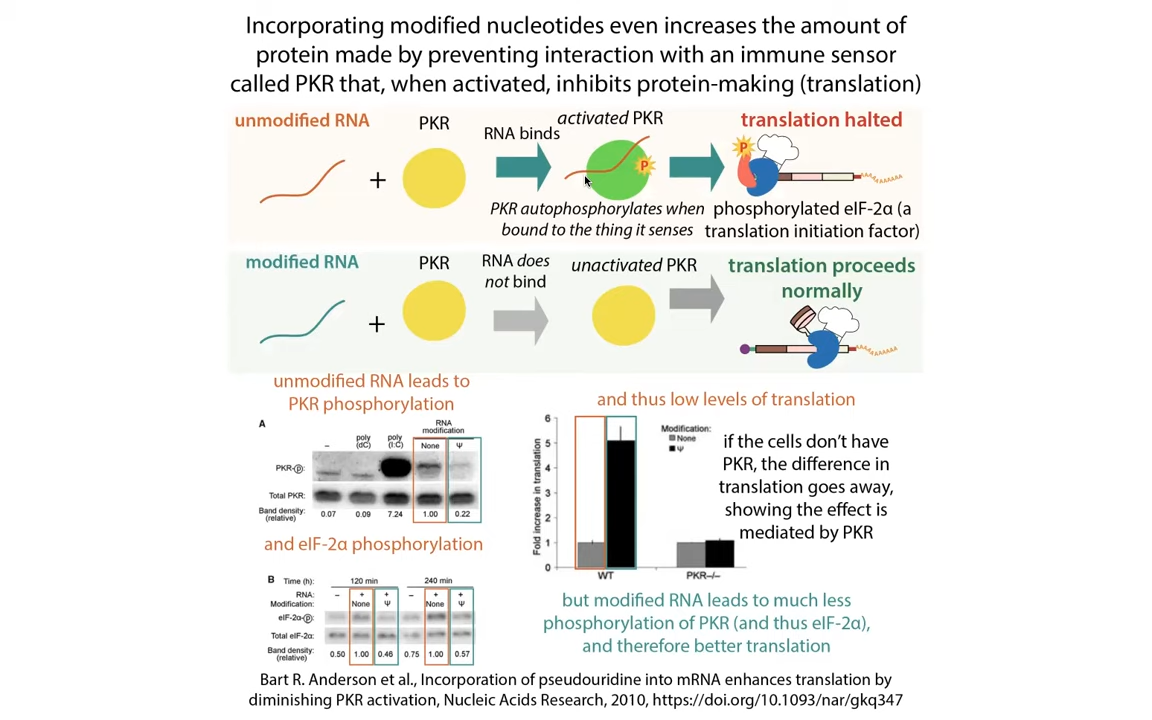 Incorporating modified nucleotides even increases the amount of
protein made by preventing interaction with an immune sensor
called PKR that, when activated, inhibits protein-making (translation)
unmodified RNA
PKR
RNA binds
activated PKR
translation halted
+
P
P
PKR autophosphorylates when
bound to the thing it senses
phosphorylated eIF-2α (a
translation initiation factor)
modified RNA
PKR
RNA does
not bind
unactivated PKR
translation proceeds
normally
+
unmodified RNA leads to
PKR phosphorylation
A
– poly (dC) poly (I:C) RNA modification None Ψ
PKR-Ⓟ:
Total PKR:
Band density: (relative) 0.07 0.09 7.24 1.00 0.22
and eIF-2α phosphorylation
B Time (h): 120 min 240 min
RNA: – + + – + +
Modification: None Ψ None Ψ
eIF-2α-Ⓟ:
Total eIF-2α:
Band density: (relative) 0.50 1.00 0.46 0.75 1.00 0.57
and thus low levels of translation
Fold increase in translation
6
5
4
3
2
1
0
Modification:
None
Ψ
WT PKR–/–
if the cells don’t have
PKR, the difference in
translation goes away,
showing the effect is
mediated by PKR
but modified RNA leads to much less
phosphorylation of PKR (and thus eIF-2α),
and therefore better translation
Bart R. Anderson et al., Incorporation of pseudouridine into mRNA enhances translation by
diminishing PKR activation, Nucleic Acids Research, 2010, https://doi.org/10.1093/nar/gkq347